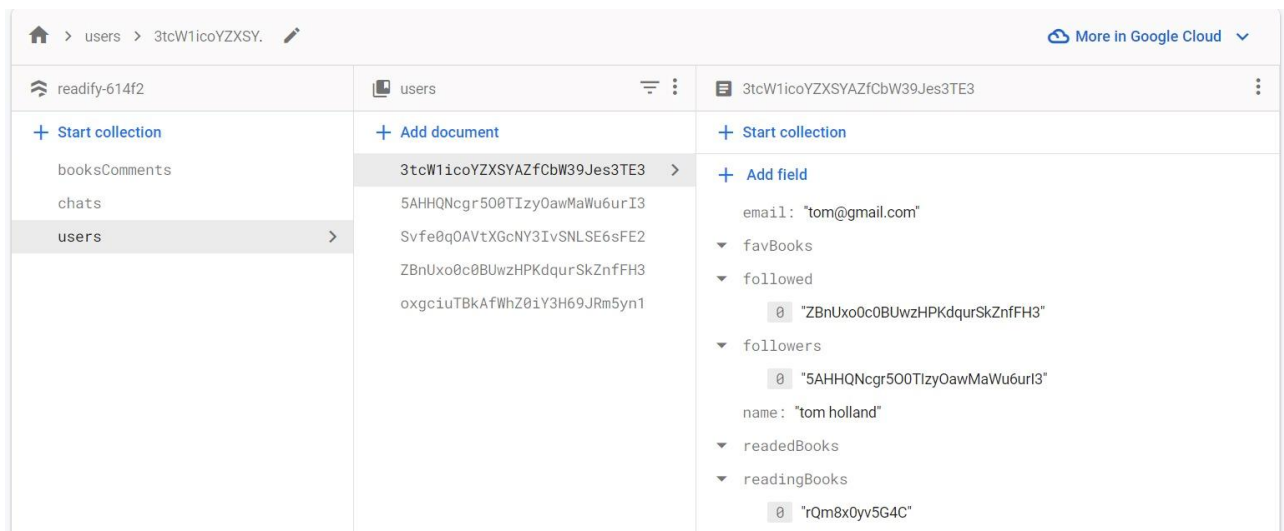 users > 3tcW1icoYZXSY.
More in Google Cloud
readify-614f2
users
3tcW1icoYZXSYAZfCbW39Jes3TE3
+ Start collection
+ Add document
+ Start collection
booksComments
chats
users
3tcW1icoYZXSYAZfCbW39Jes3TE3
5AHHQNcgr5O0TIzyOawMaWu6urI3
Svfe0qOAVtXGcNY3IvSNLSE6sFE2
ZBnUxo0c0BUwzHPKdqurSkZnfFH3
oxgciuTBkAfWhZ0iY3H69JRm5yn1
+ Add field
email: "tom@gmail.com"
favBooks
followed
0 "ZBnUxo0c0BUwzHPKdqurSkZnfFH3"
followers
0 "5AHHQNcgr5O0TIzyOawMaWu6urI3"
name: "tom holland"
readedBooks
readingBooks
0 "rQm8x0yv5G4C"